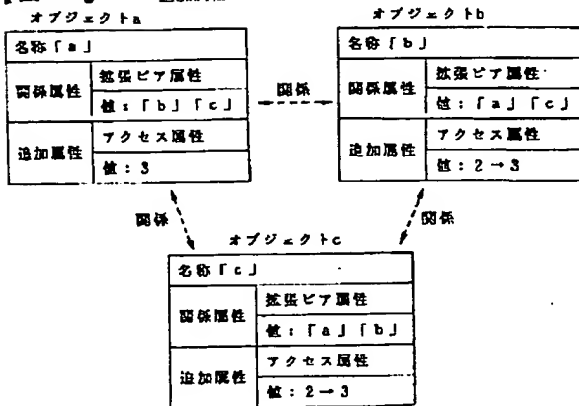 オブジェクトa
名称「a」
関係属性
拡張ピア属性
値：「b」「c」
追加属性
アクセス属性
値：3
関係
オブジェクトb
名称「b」
関係属性
拡張ピア属性
値：「a」「c」
追加属性
アクセス属性
値：2→3
関係
関係
オブジェクトc
名称「c」
関係属性
拡張ピア属性
値：「a」「b」
追加属性
アクセス属性
値：2→3